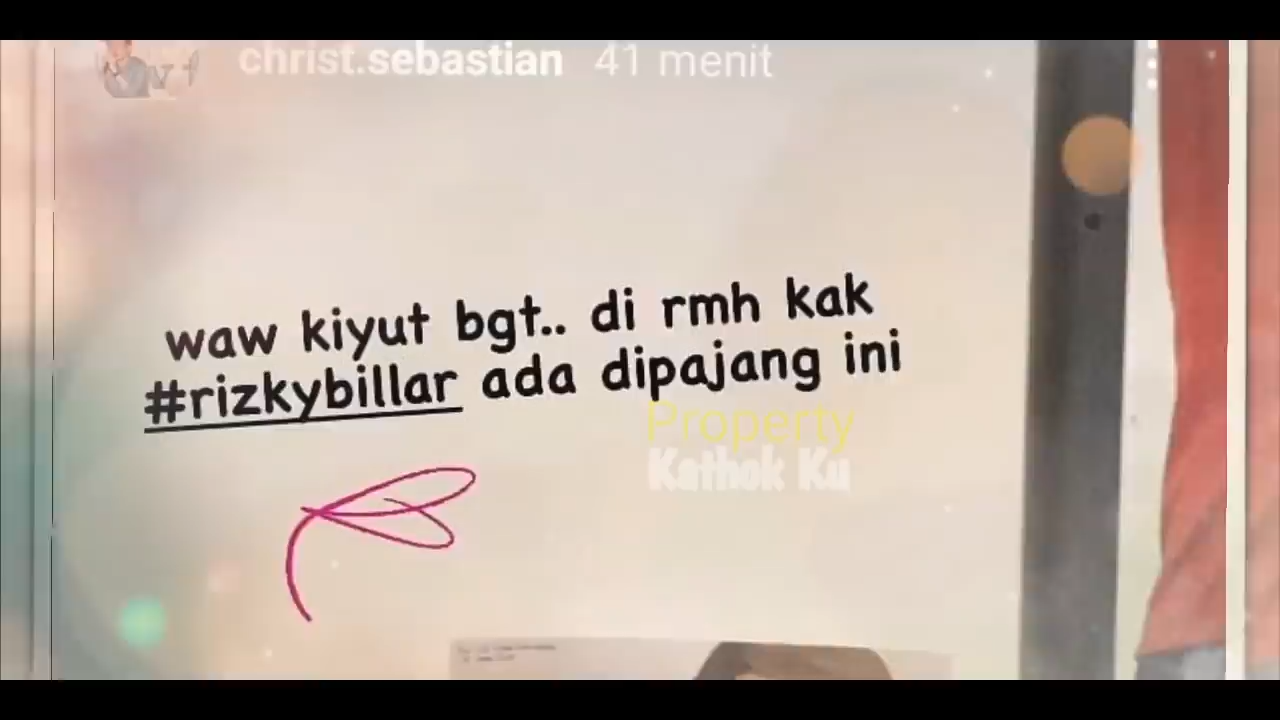 christ.sebastian 41 menit
waw kiyut bgt.. di rmh kak
#rizkybillar ada dipajang ini
Property
Kathok Ku